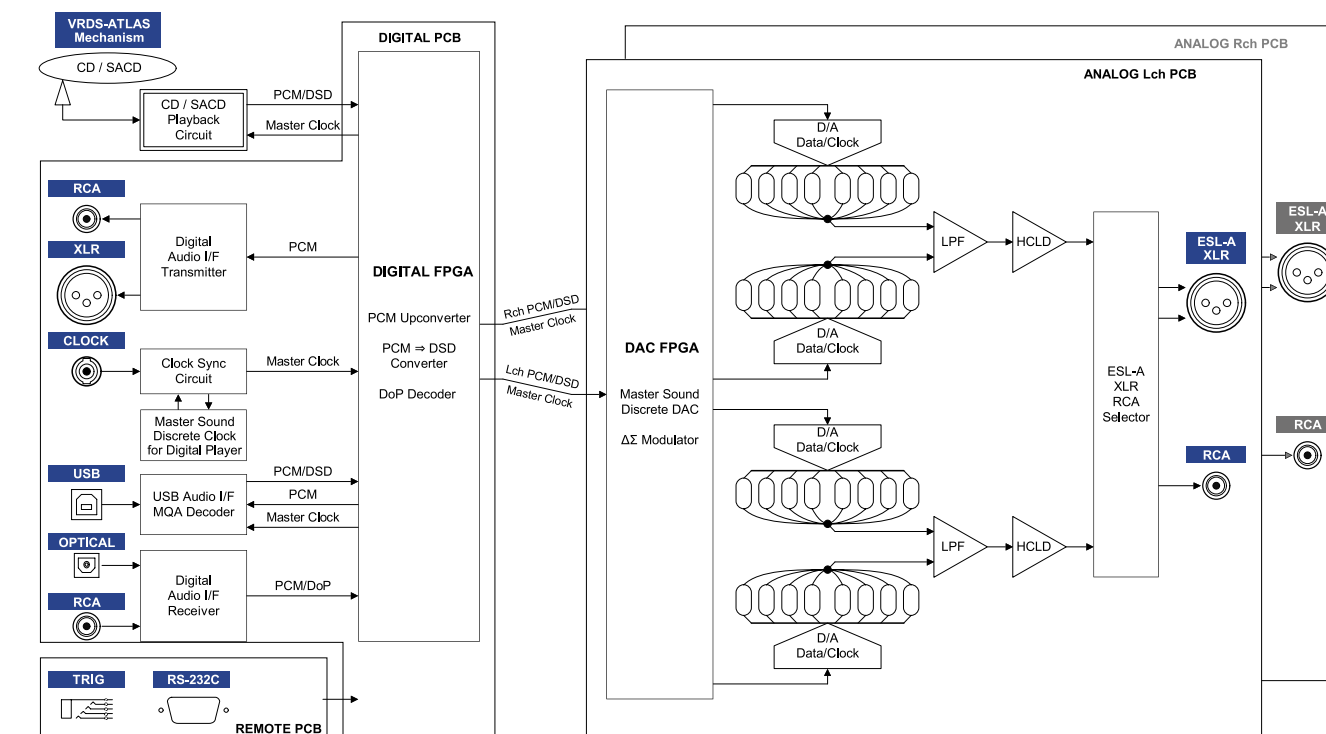 VRDS-ATLAS
Mechanism
CD / SACD
CD / SACD
Playback
Circuit
PCM/DSD
Master Clock
DIGITAL PCB
RCA
XLR
Digital
Audio I/F
Transmitter
PCM
CLOCK
Clock Sync
Circuit
Master Clock
Master Sound
Discrete Clock
for Digital Player
USB
USB Audio I/F
MQA Decoder
PCM/DSD
PCM
Master Clock
OPTICAL
RCA
Digital
Audio I/F
Receiver
PCM/DoP
TRIG
RS-232C
REMOTE PCB
DIGITAL FPGA
PCM Upconverter
PCM ⇒ DSD
Converter
DoP Decoder
Rch PCM/DSD
Master Clock
Lch PCM/DSD
Master Clock
ANALOG Rch PCB
ANALOG Lch PCB
DAC FPGA
Master Sound
Discrete DAC
ΔΣ Modulator
D/A
Data/Clock
D/A
Data/Clock
D/A
Data/Clock
D/A
Data/Clock
LPF
HCLD
LPF
HCLD
ESL-A
XLR
RCA
Selector
ESL-A
XLR
RCA
ESL-A
XLR
RCA